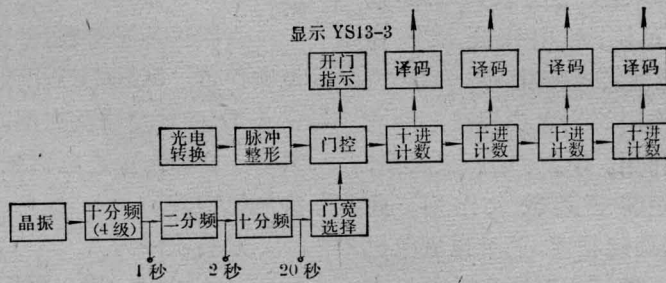 显示 YS13-3
开门
指示
译码
译码
译码
译码
光电
转换
脉冲
整形
门控
十进
计数
十进
计数
十进
计数
十进
计数
晶振
十分频
(4级)
二分频
十分频
门宽
选择
1秒
2秒
20秒